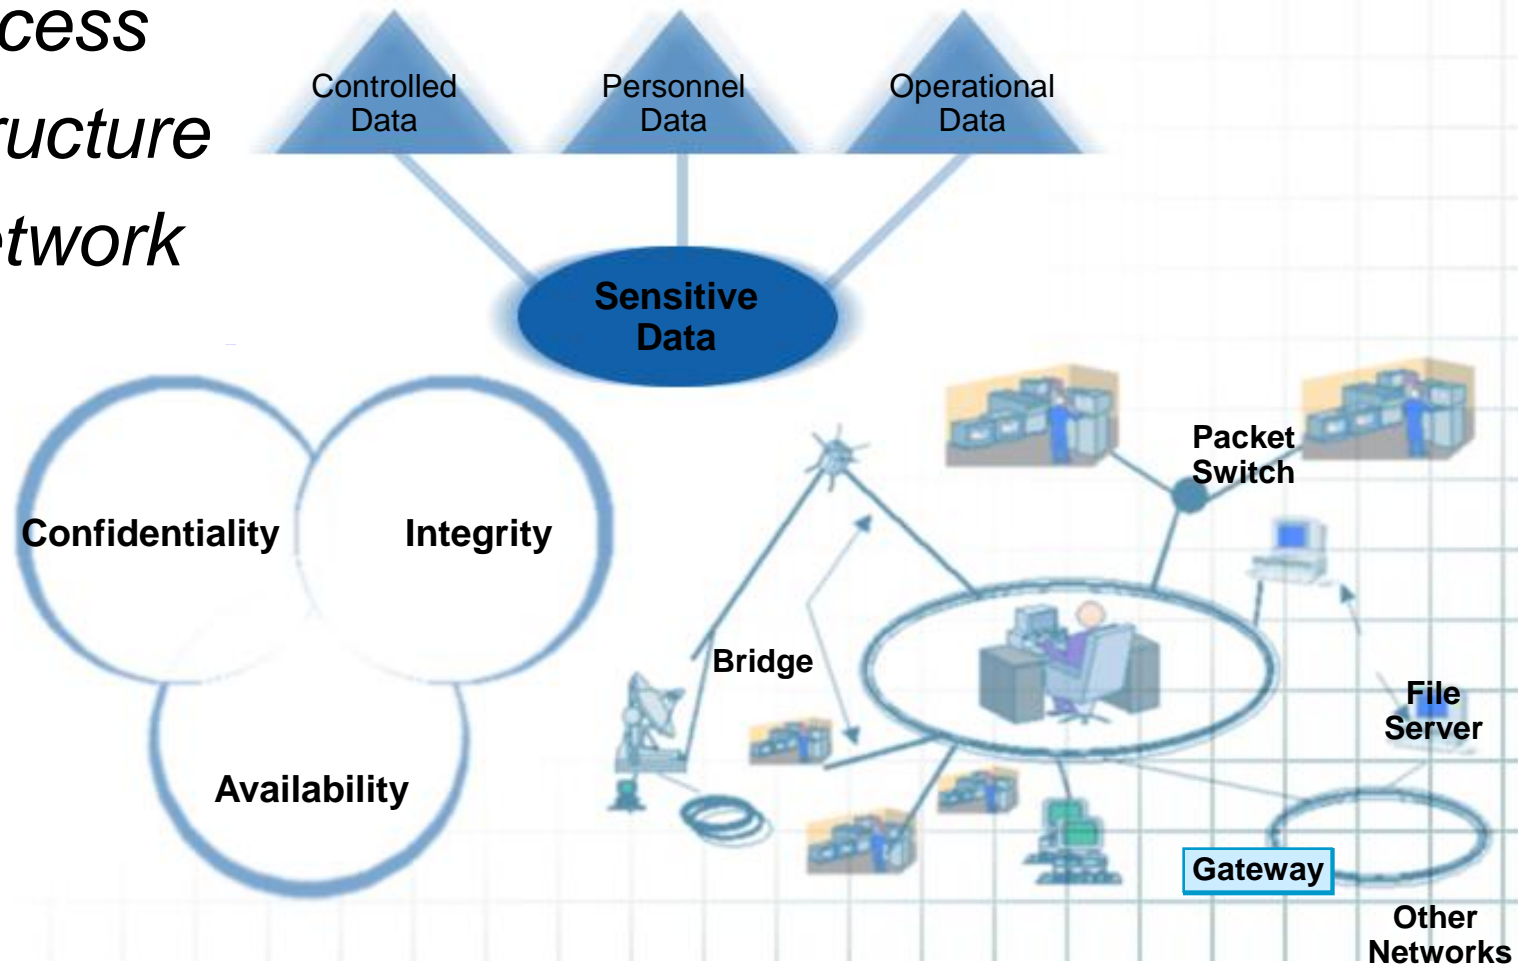 cess
ructure
etwork
Controlled
Data
Personnel
Data
Operational
Data
Sensitive
Data
Confidentiality
Integrity
Availability
Packet
Switch
Bridge
File
Server
Gateway
Other
Networks